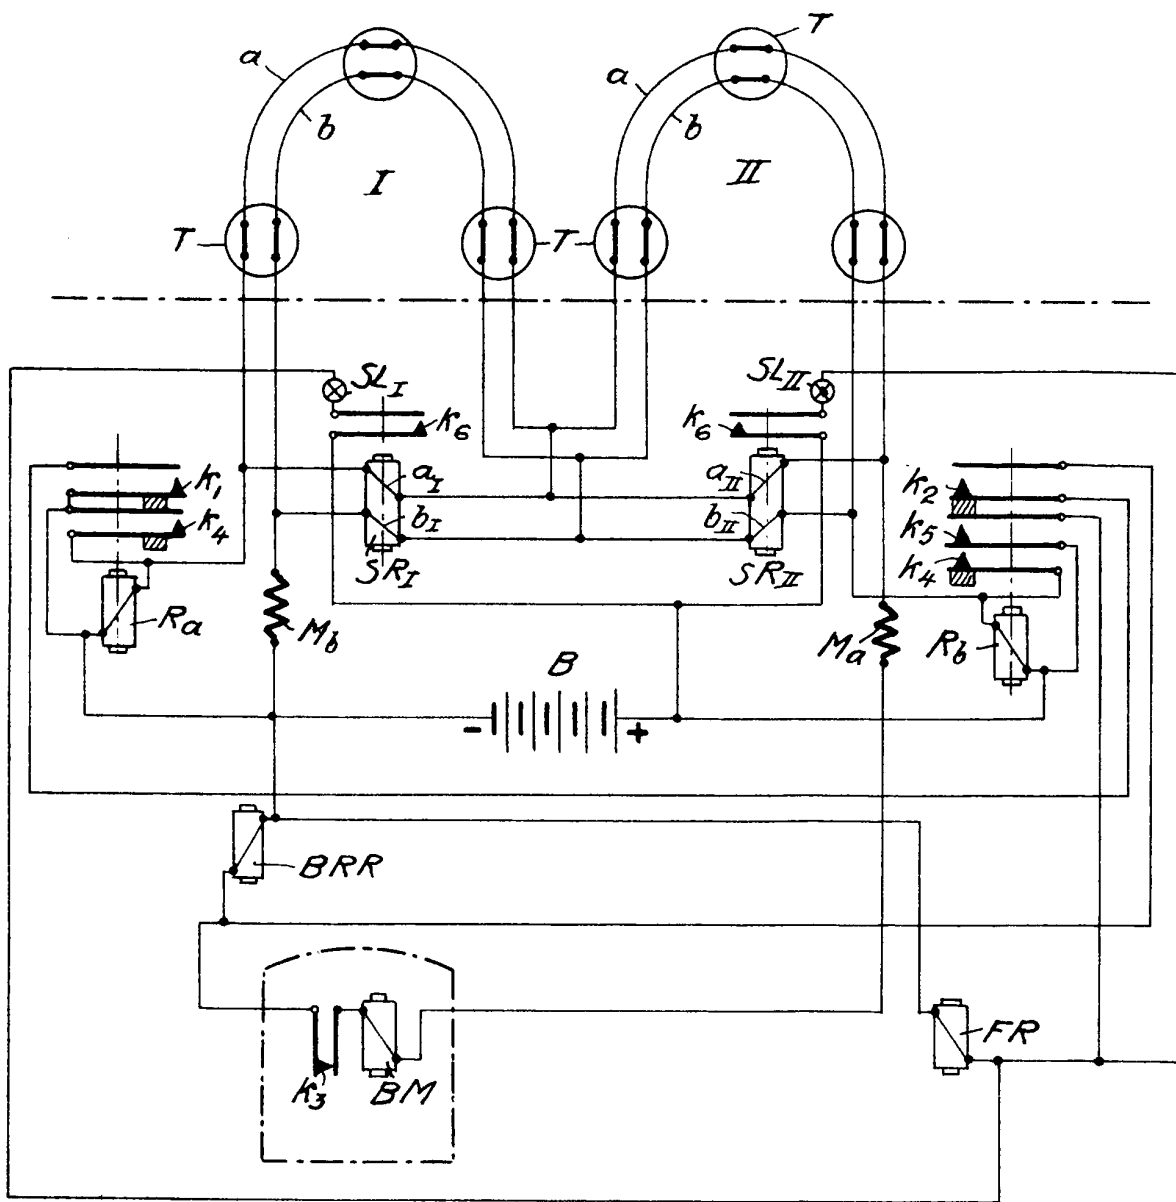 T
a
a
b
b
I
II
T
T
SL_I
SL_II
k_6
k_6
k_1
a_I
a_II
k_2
k_4
b_I
b_II
k_5
SR_I
SR_II
k_4
R_a
M_b
M_a
R_b
B
- +
BRR
FR
k_3
BM